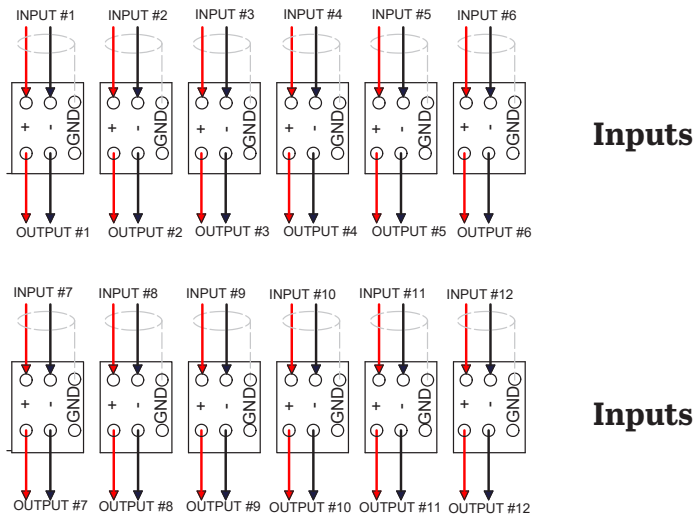 INPUT #1 INPUT #2 INPUT #3 INPUT #4 INPUT #5 INPUT #6
+ - GND + - GND + - GND + - GND + - GND + - GND
Inputs
OUTPUT #1 OUTPUT #2 OUTPUT #3 OUTPUT #4 OUTPUT #5 OUTPUT #6
INPUT #7 INPUT #8 INPUT #9 INPUT #10 INPUT #11 INPUT #12
+ - GND + - GND + - GND + - GND + - GND + - GND
Inputs
OUTPUT #7 OUTPUT #8 OUTPUT #9 OUTPUT #10 OUTPUT #11 OUTPUT #12